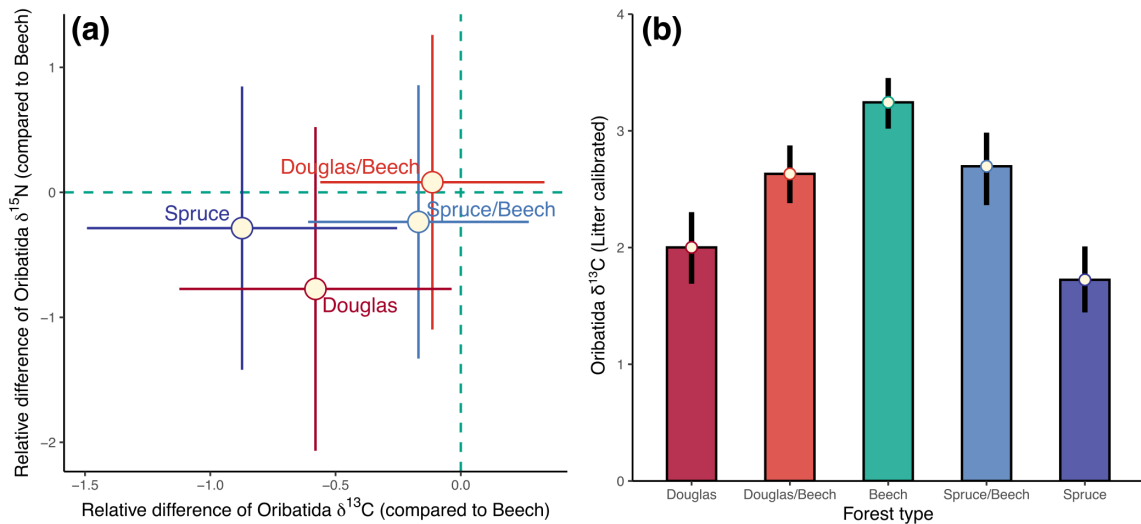 (a)
Relative difference of Oribatida δ¹⁵N (compared to Beech)
1
0
−1
−2
Douglas/Beech
Spruce
Spruce/Beech
Douglas
−1.5
−1.0
−0.5
0.0
Relative difference of Oribatida δ¹³C (compared to Beech)
(b)
Oribatida δ¹³C (Litter calibrated)
4
3
2
1
0
Douglas
Douglas/Beech
Beech
Spruce/Beech
Spruce
Forest type